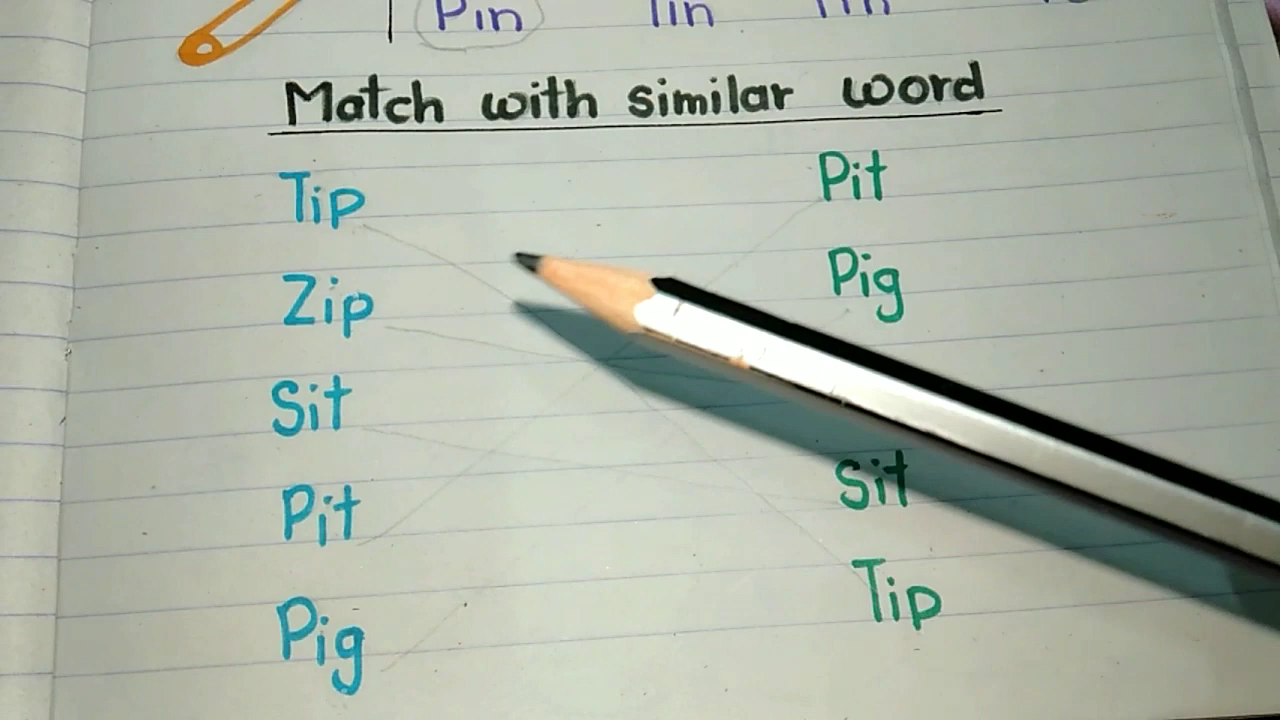 Pin Tin
Match with similar word
Tip Pit
Zip Pig
Sit Sit
Pit Tip
Pig